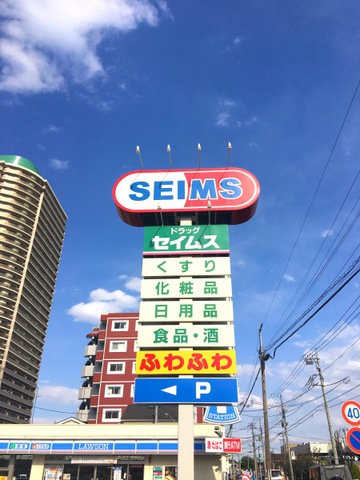 SEIMS
ドラッグ
セイムス
くすり
化粧品
日用品
食品・酒
ふわふわ
◀ P
STATION
LAWSON
40